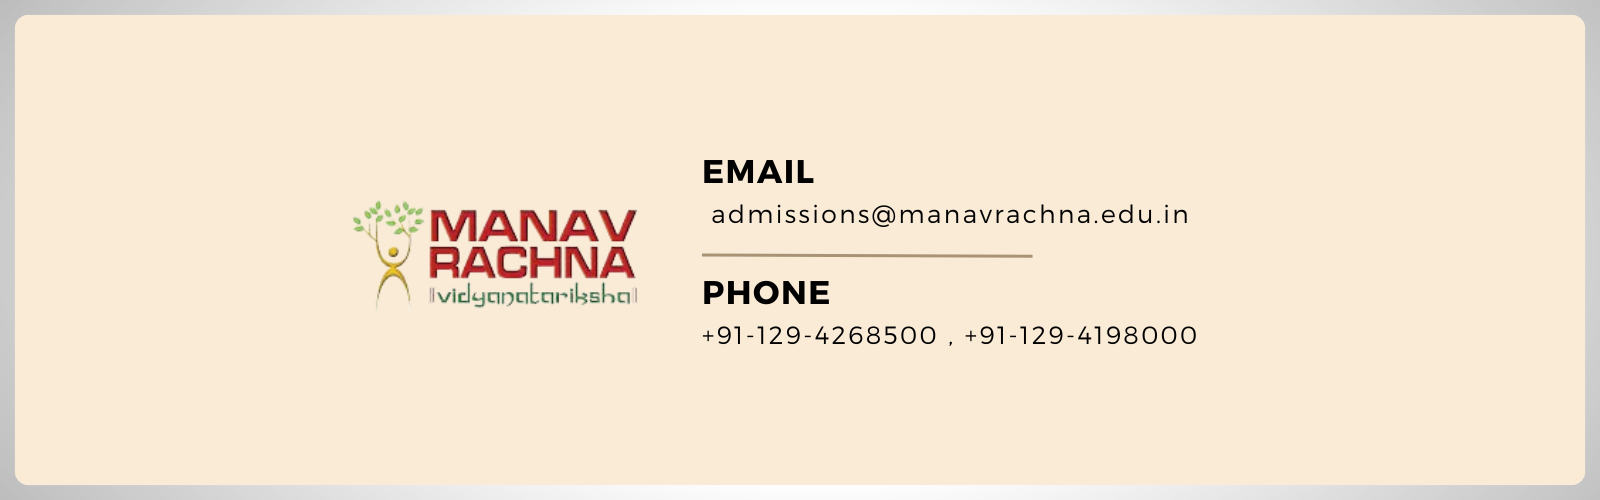 MANAV
RACHNA
vidyanatariksha
EMAIL
admissions@manavrachna.edu.in
PHONE
+91-129-4268500 , +91-129-4198000